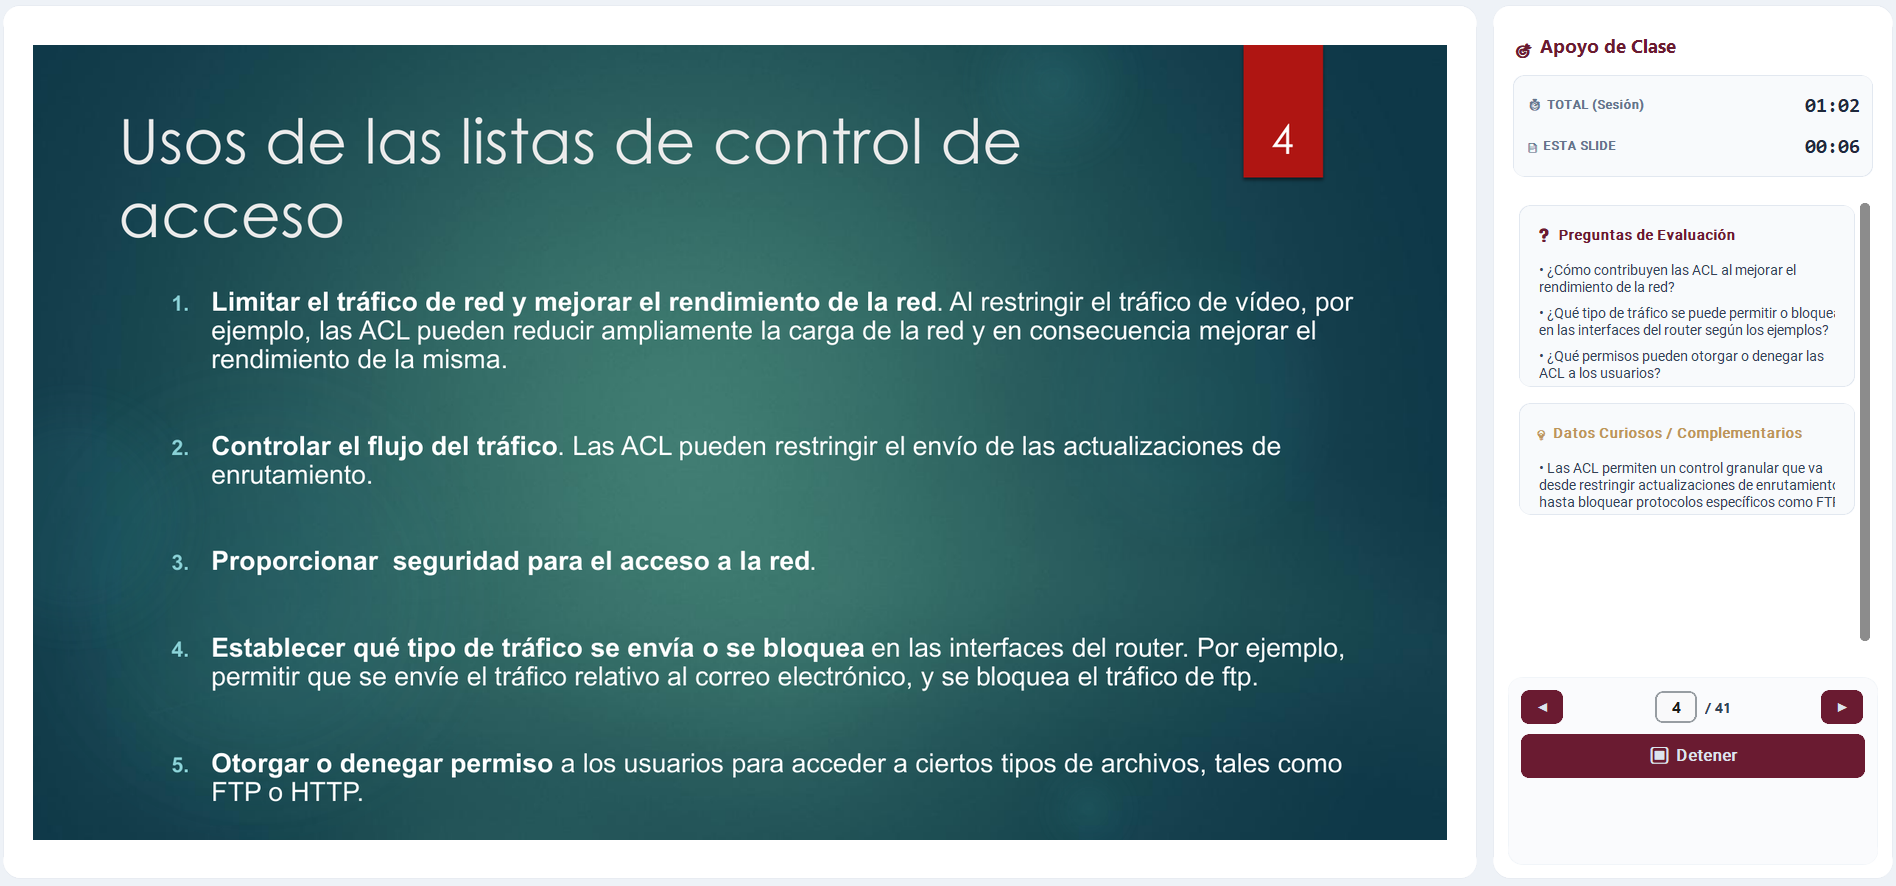 Usos de las listas de control de
acceso
4
1. Limitar el tráfico de red y mejorar el rendimiento de la red. Al restringir el tráfico de vídeo, por
ejemplo, las ACL pueden reducir ampliamente la carga de la red y en consecuencia mejorar el
rendimiento de la misma.
2. Controlar el flujo del tráfico. Las ACL pueden restringir el envío de las actualizaciones de
enrutamiento.
3. Proporcionar  seguridad para el acceso a la red.
4. Establecer qué tipo de tráfico se envía o se bloquea en las interfaces del router. Por ejemplo,
permitir que se envíe el tráfico relativo al correo electrónico, y se bloquea el tráfico de ftp.
5. Otorgar o denegar permiso a los usuarios para acceder a ciertos tipos de archivos, tales como
FTP o HTTP.
Apoyo de Clase
TOTAL (Sesión) 01:02
ESTA SLIDE 00:06
? Preguntas de Evaluación
• ¿Cómo contribuyen las ACL al mejorar el
rendimiento de la red?
• ¿Qué tipo de tráfico se puede permitir o bloquea
en las interfaces del router según los ejemplos?
• ¿Qué permisos pueden otorgar o denegar las
ACL a los usuarios?
Datos Curiosos / Complementarios
• Las ACL permiten un control granular que va
desde restringir actualizaciones de enrutamiento
hasta bloquear protocolos específicos como FTP
◄ 4 / 41 ►
Detener